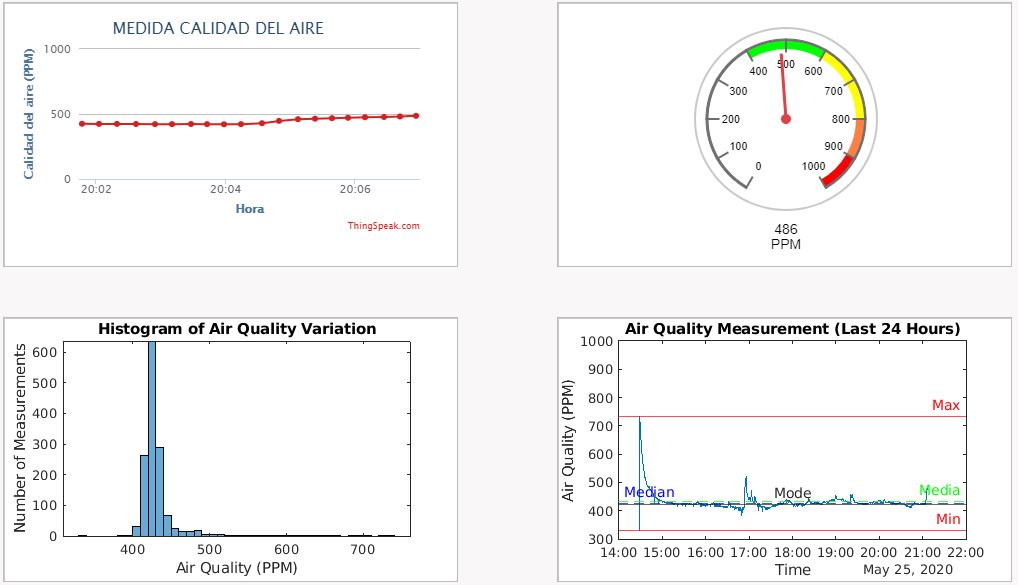 MEDIDA CALIDAD DEL AIRE
Calidad del aire (PPM)
1000
500
0
20:02 20:04 20:06
Hora
ThingSpeak.com
0
100
200
300
400
500
600
700
800
900
1000
486
PPM
Histogram of Air Quality Variation
Number of Measurements
600
500
400
300
200
100
0
400 500 600 700
Air Quality (PPM)
Air Quality Measurement (Last 24 Hours)
Air Quality (PPM)
1000
900
800
700
600
500
400
300
Max
Median
Mode
Media
Min
14:00 15:00 16:00 17:00 18:00 19:00 20:00 21:00 22:00
Time
May 25, 2020